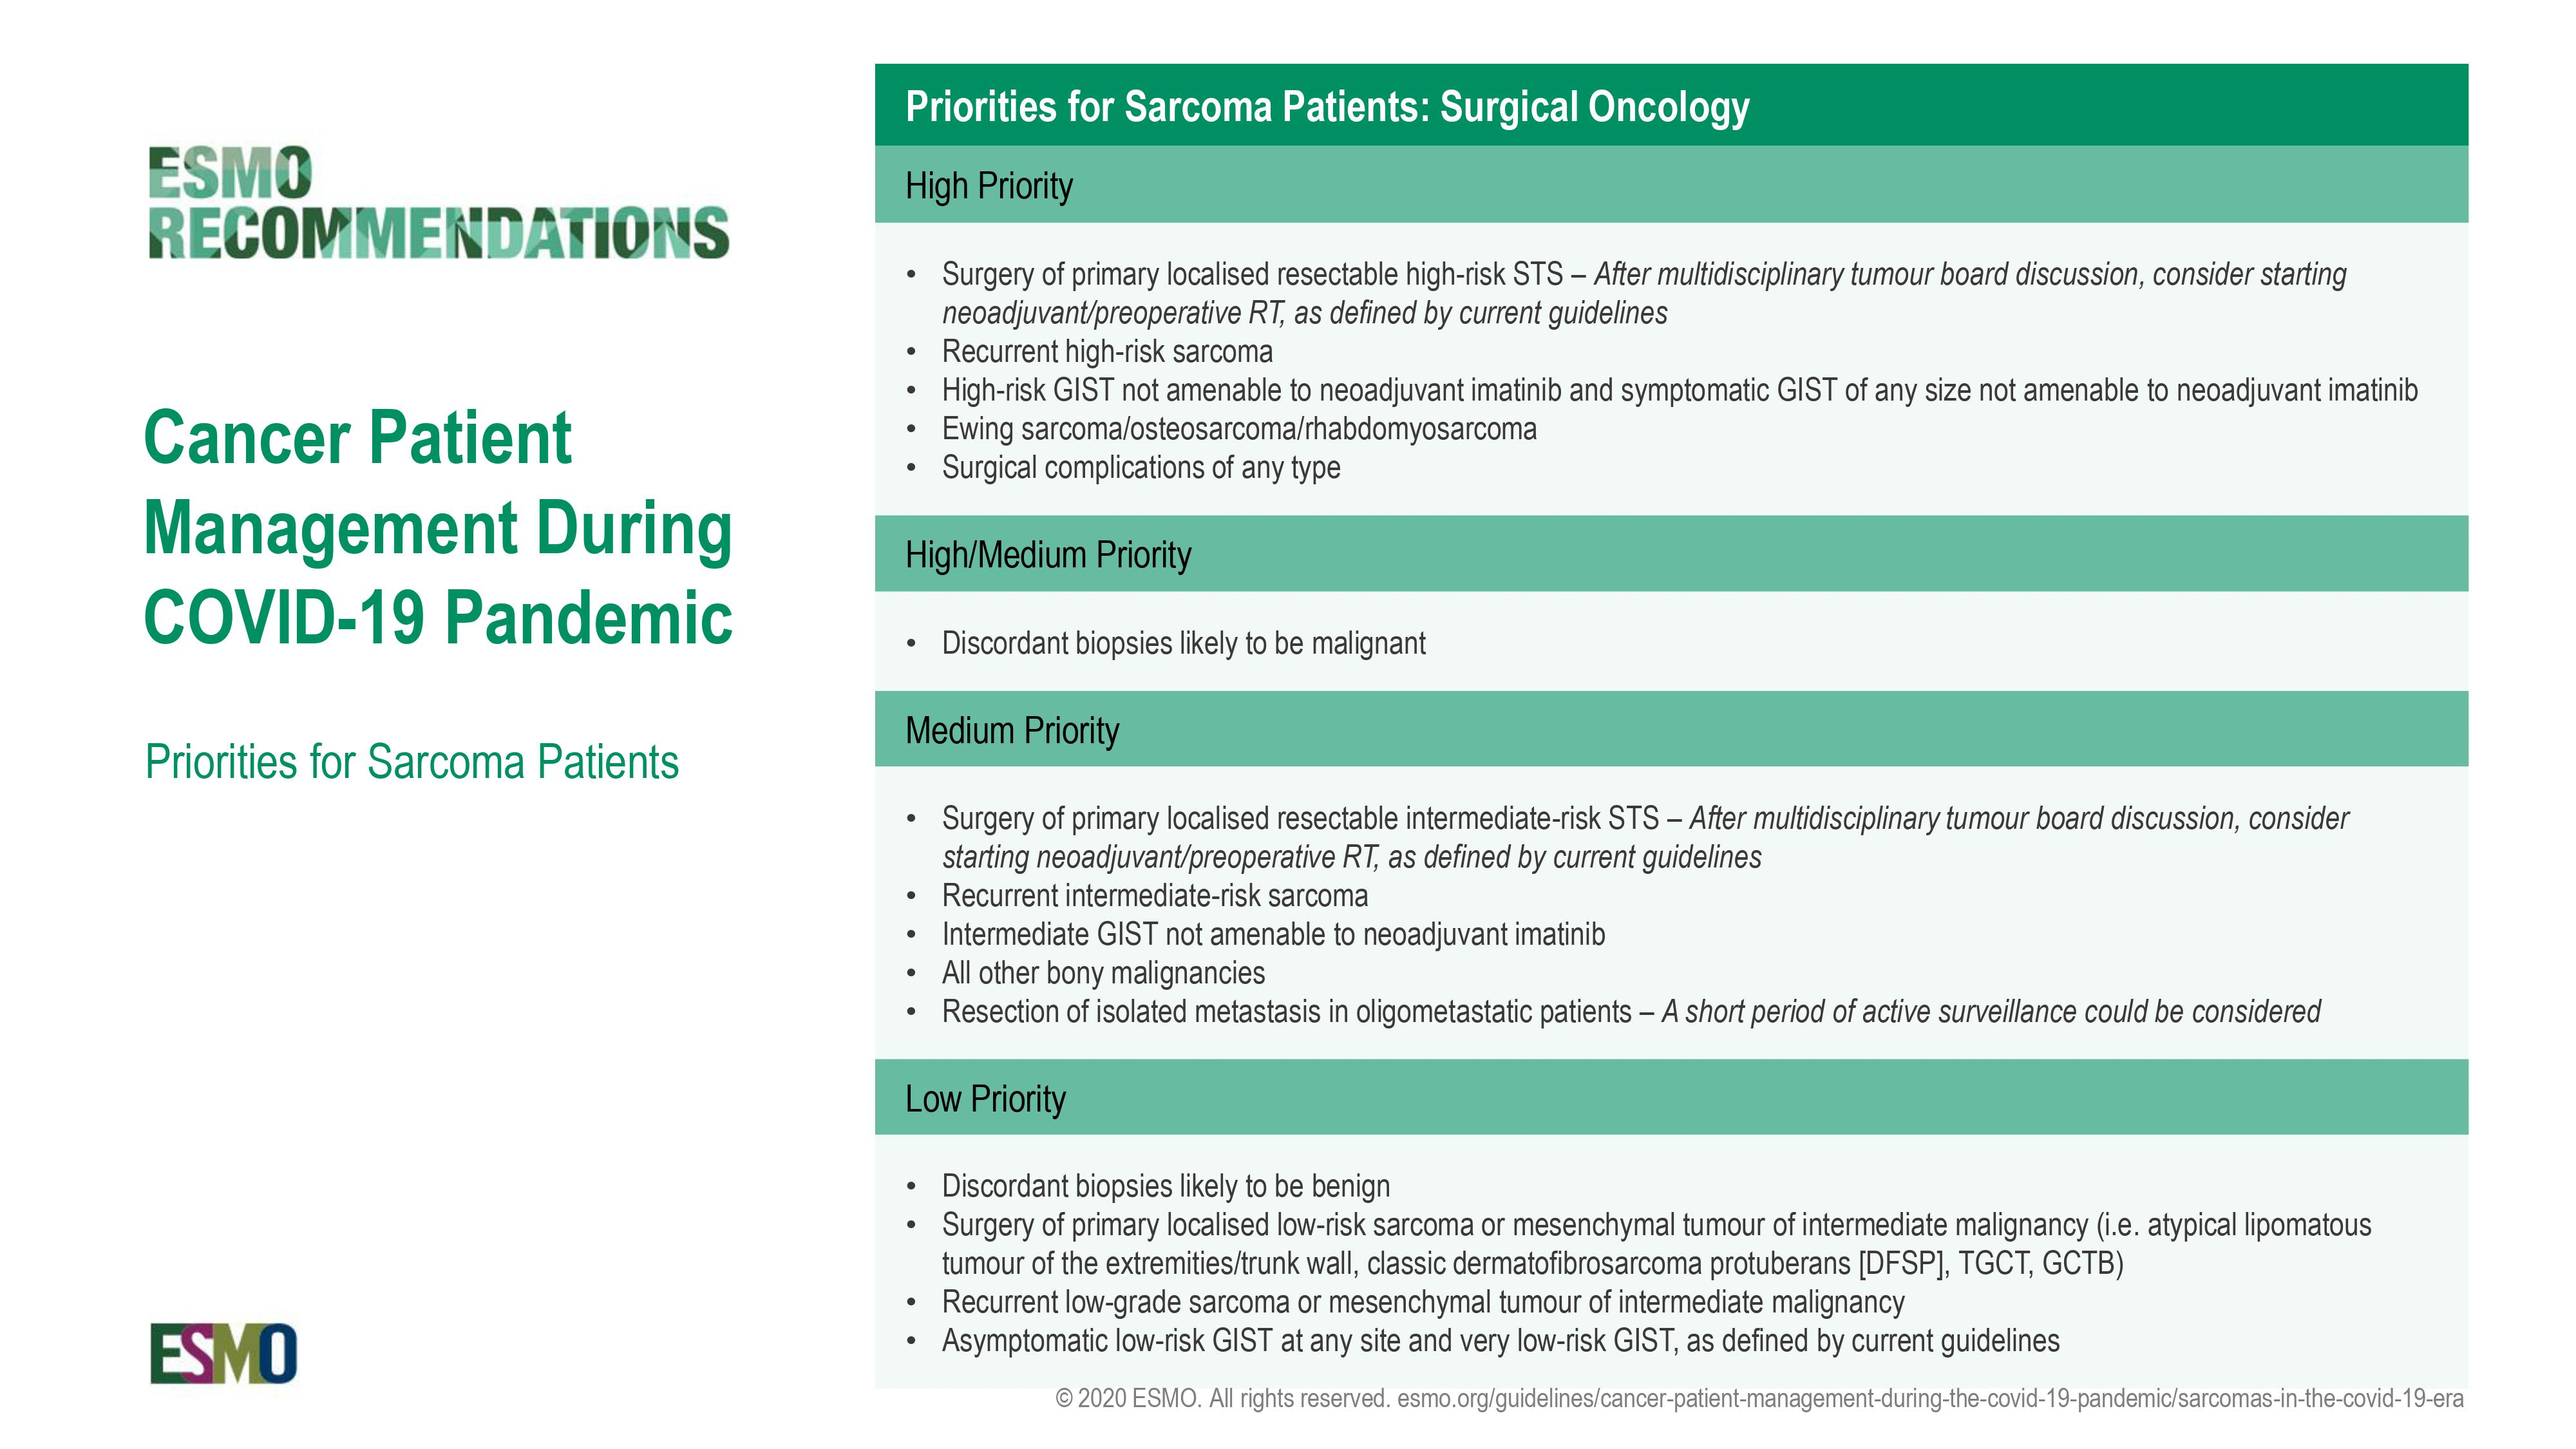 ESMO
RECOMMENDATIONS
Cancer Patient
Management During
COVID-19 Pandemic
Priorities for Sarcoma Patients
ESMO
Priorities for Sarcoma Patients: Surgical Oncology
High Priority
• Surgery of primary localised resectable high-risk STS – After multidisciplinary tumour board discussion, consider starting
neoadjuvant/preoperative RT, as defined by current guidelines
• Recurrent high-risk sarcoma
• High-risk GIST not amenable to neoadjuvant imatinib and symptomatic GIST of any size not amenable to neoadjuvant imatinib
• Ewing sarcoma/osteosarcoma/rhabdomyosarcoma
• Surgical complications of any type
High/Medium Priority
• Discordant biopsies likely to be malignant
Medium Priority
• Surgery of primary localised resectable intermediate-risk STS – After multidisciplinary tumour board discussion, consider
starting neoadjuvant/preoperative RT, as defined by current guidelines
• Recurrent intermediate-risk sarcoma
• Intermediate GIST not amenable to neoadjuvant imatinib
• All other bony malignancies
• Resection of isolated metastasis in oligometastatic patients – A short period of active surveillance could be considered
Low Priority
• Discordant biopsies likely to be benign
• Surgery of primary localised low-risk sarcoma or mesenchymal tumour of intermediate malignancy (i.e. atypical lipomatous
tumour of the extremities/trunk wall, classic dermatofibrosarcoma protuberans [DFSP], TGCT, GCTB)
• Recurrent low-grade sarcoma or mesenchymal tumour of intermediate malignancy
• Asymptomatic low-risk GIST at any site and very low-risk GIST, as defined by current guidelines
© 2020 ESMO. All rights reserved. esmo.org/guidelines/cancer-patient-management-during-the-covid-19-pandemic/sarcomas-in-the-covid-19-era